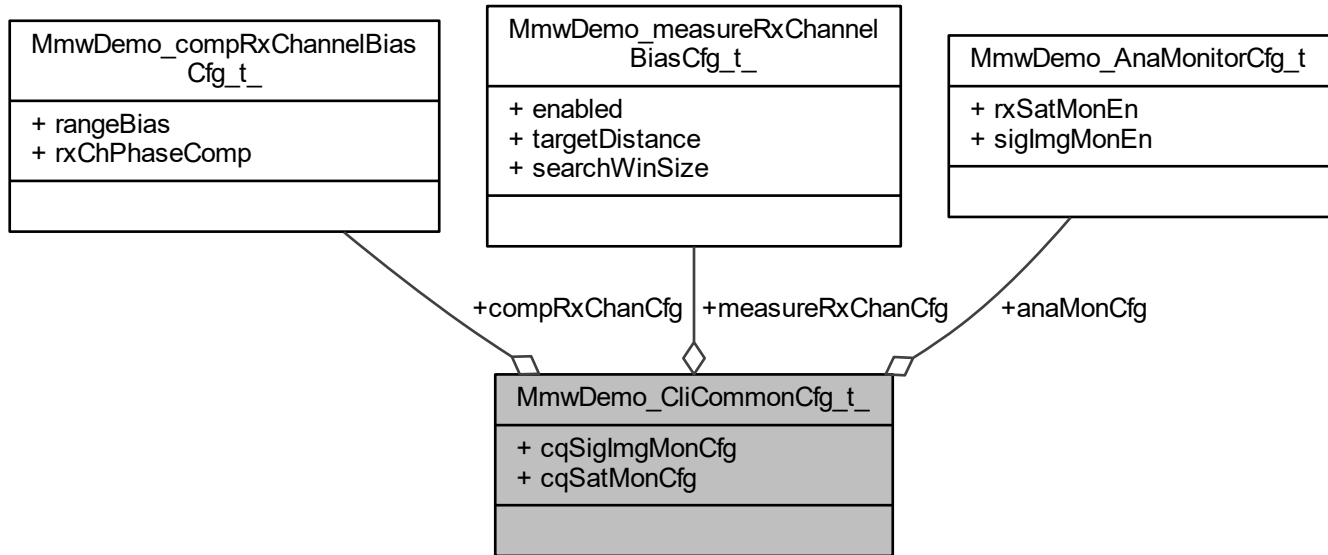 MmwDemo_compRxChannelBias
Cfg_t_
+ rangeBias
+ rxChPhaseComp
MmwDemo_measureRxChannel
BiasCfg_t_
+ enabled
+ targetDistance
+ searchWinSize
MmwDemo_AnaMonitorCfg_t
+ rxSatMonEn
+ sigImgMonEn
+compRxChanCfg
+measureRxChanCfg
+anaMonCfg
MmwDemo_CliCommonCfg_t_
+ cqSigImgMonCfg
+ cqSatMonCfg